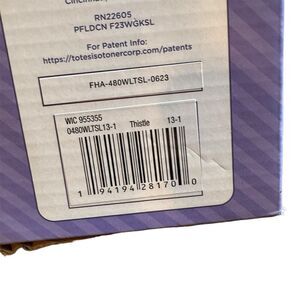 Cincinnati,
RN22605
PFLDCN F23WGKSL
For Patent Info:
https://totesisotonercorp.com/patents
FHA-480WLTSL-0623
WIC 955355
0480WLTSL13-1 Thistle 13-1
1 94194 28170 0